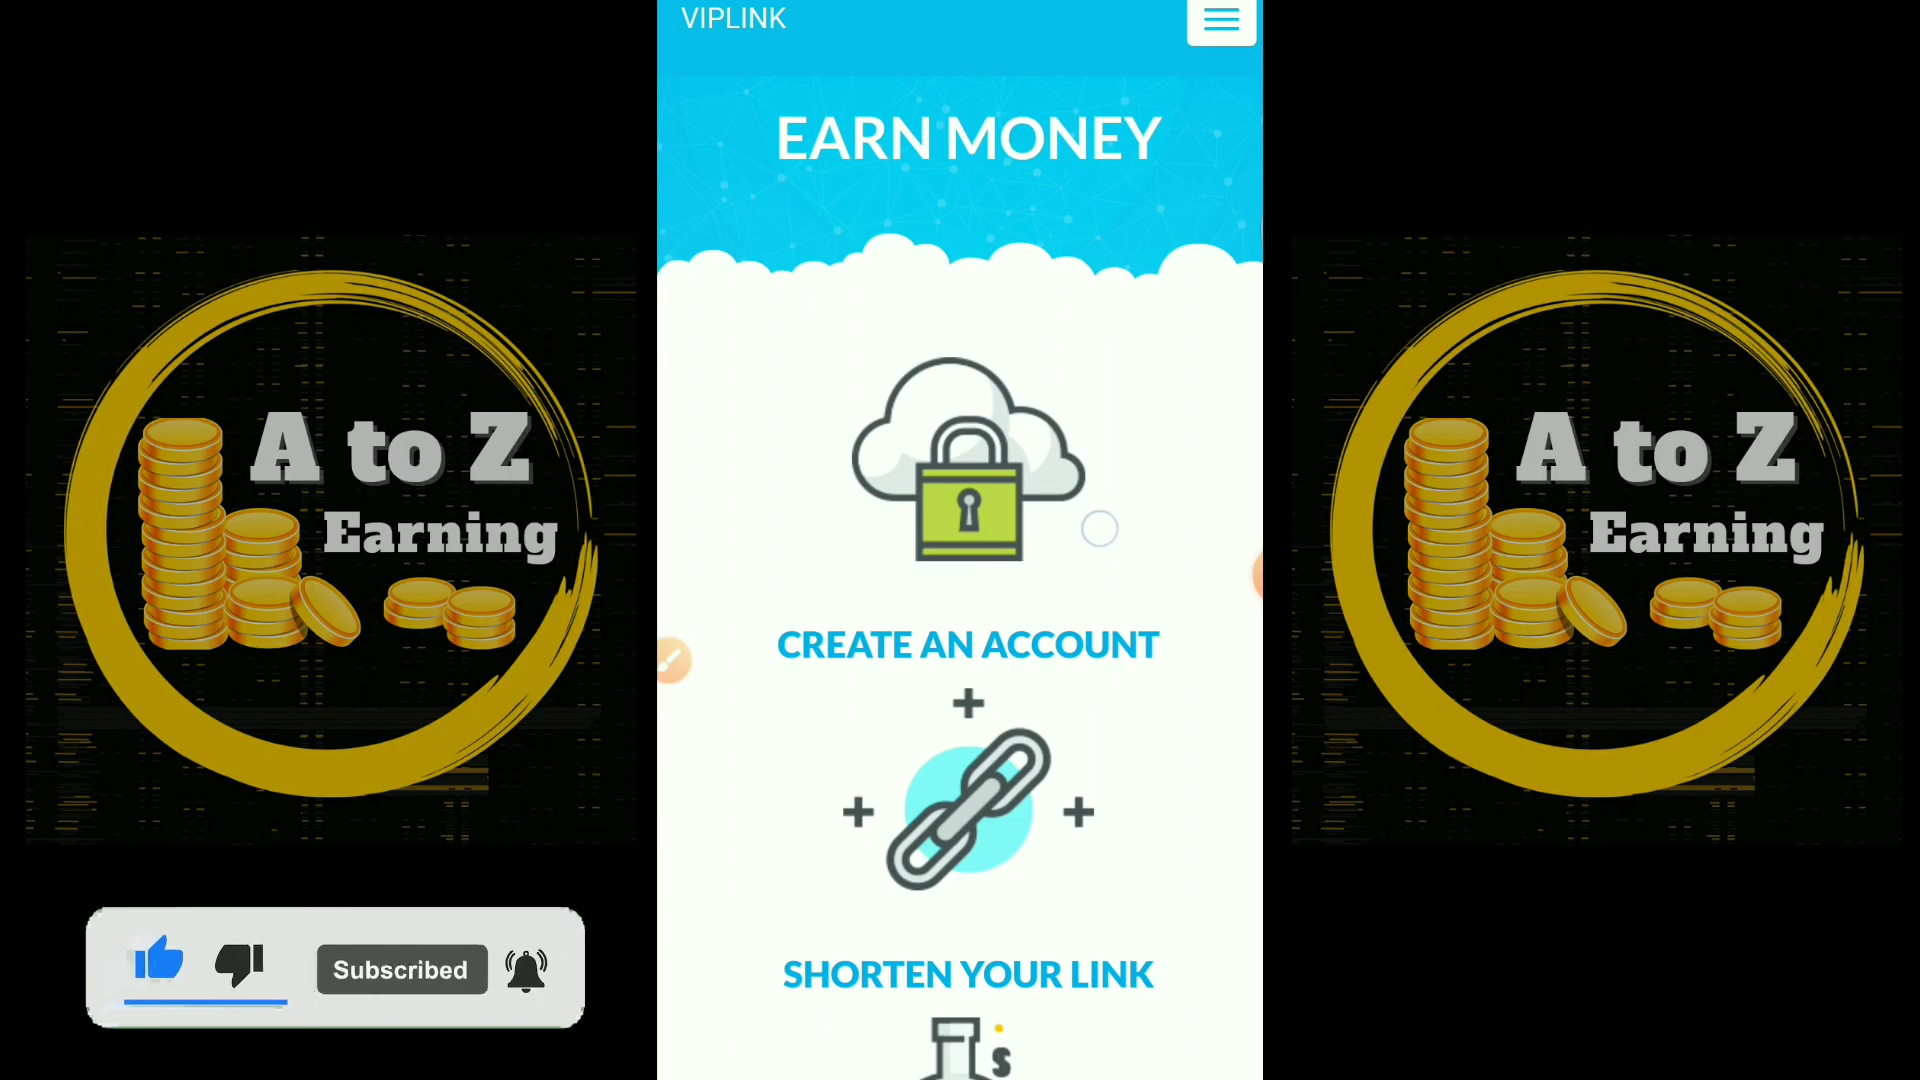 VIPLINK
EARN MONEY
A to Z
Earning
CREATE AN ACCOUNT
SHORTEN YOUR LINK
S
Subscribed
A to Z
Earning